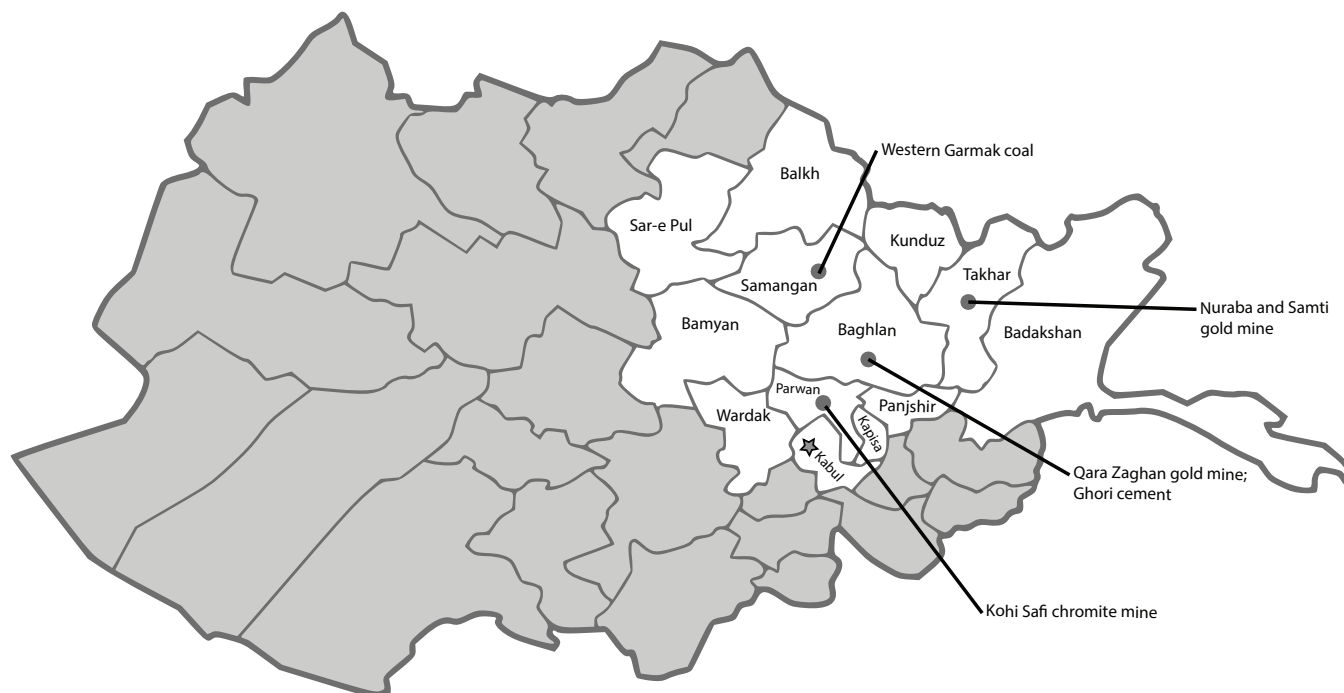 Western Garmak coal
Balkh
Sar-e Pul
Kunduz
Takhar
Samangan
Nuraba and Samti
gold mine
Bamyan
Baghlan
Badakshan
Parwan
Panjshir
Wardak
Kapisa
Kabul
Qara Zaghan gold mine;
Ghori cement
Kohi Safi chromite mine